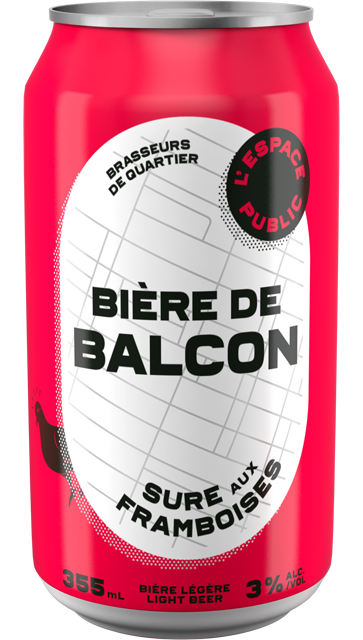 BRASSEURS
DE QUARTIER
L'ESPACE
PUBLIC
BIÈRE DE
BALCON
SURE AUX
FRAMBOISES
355 mL
BIÈRE LÉGÈRE
LIGHT BEER
3% ALC.
/VOL